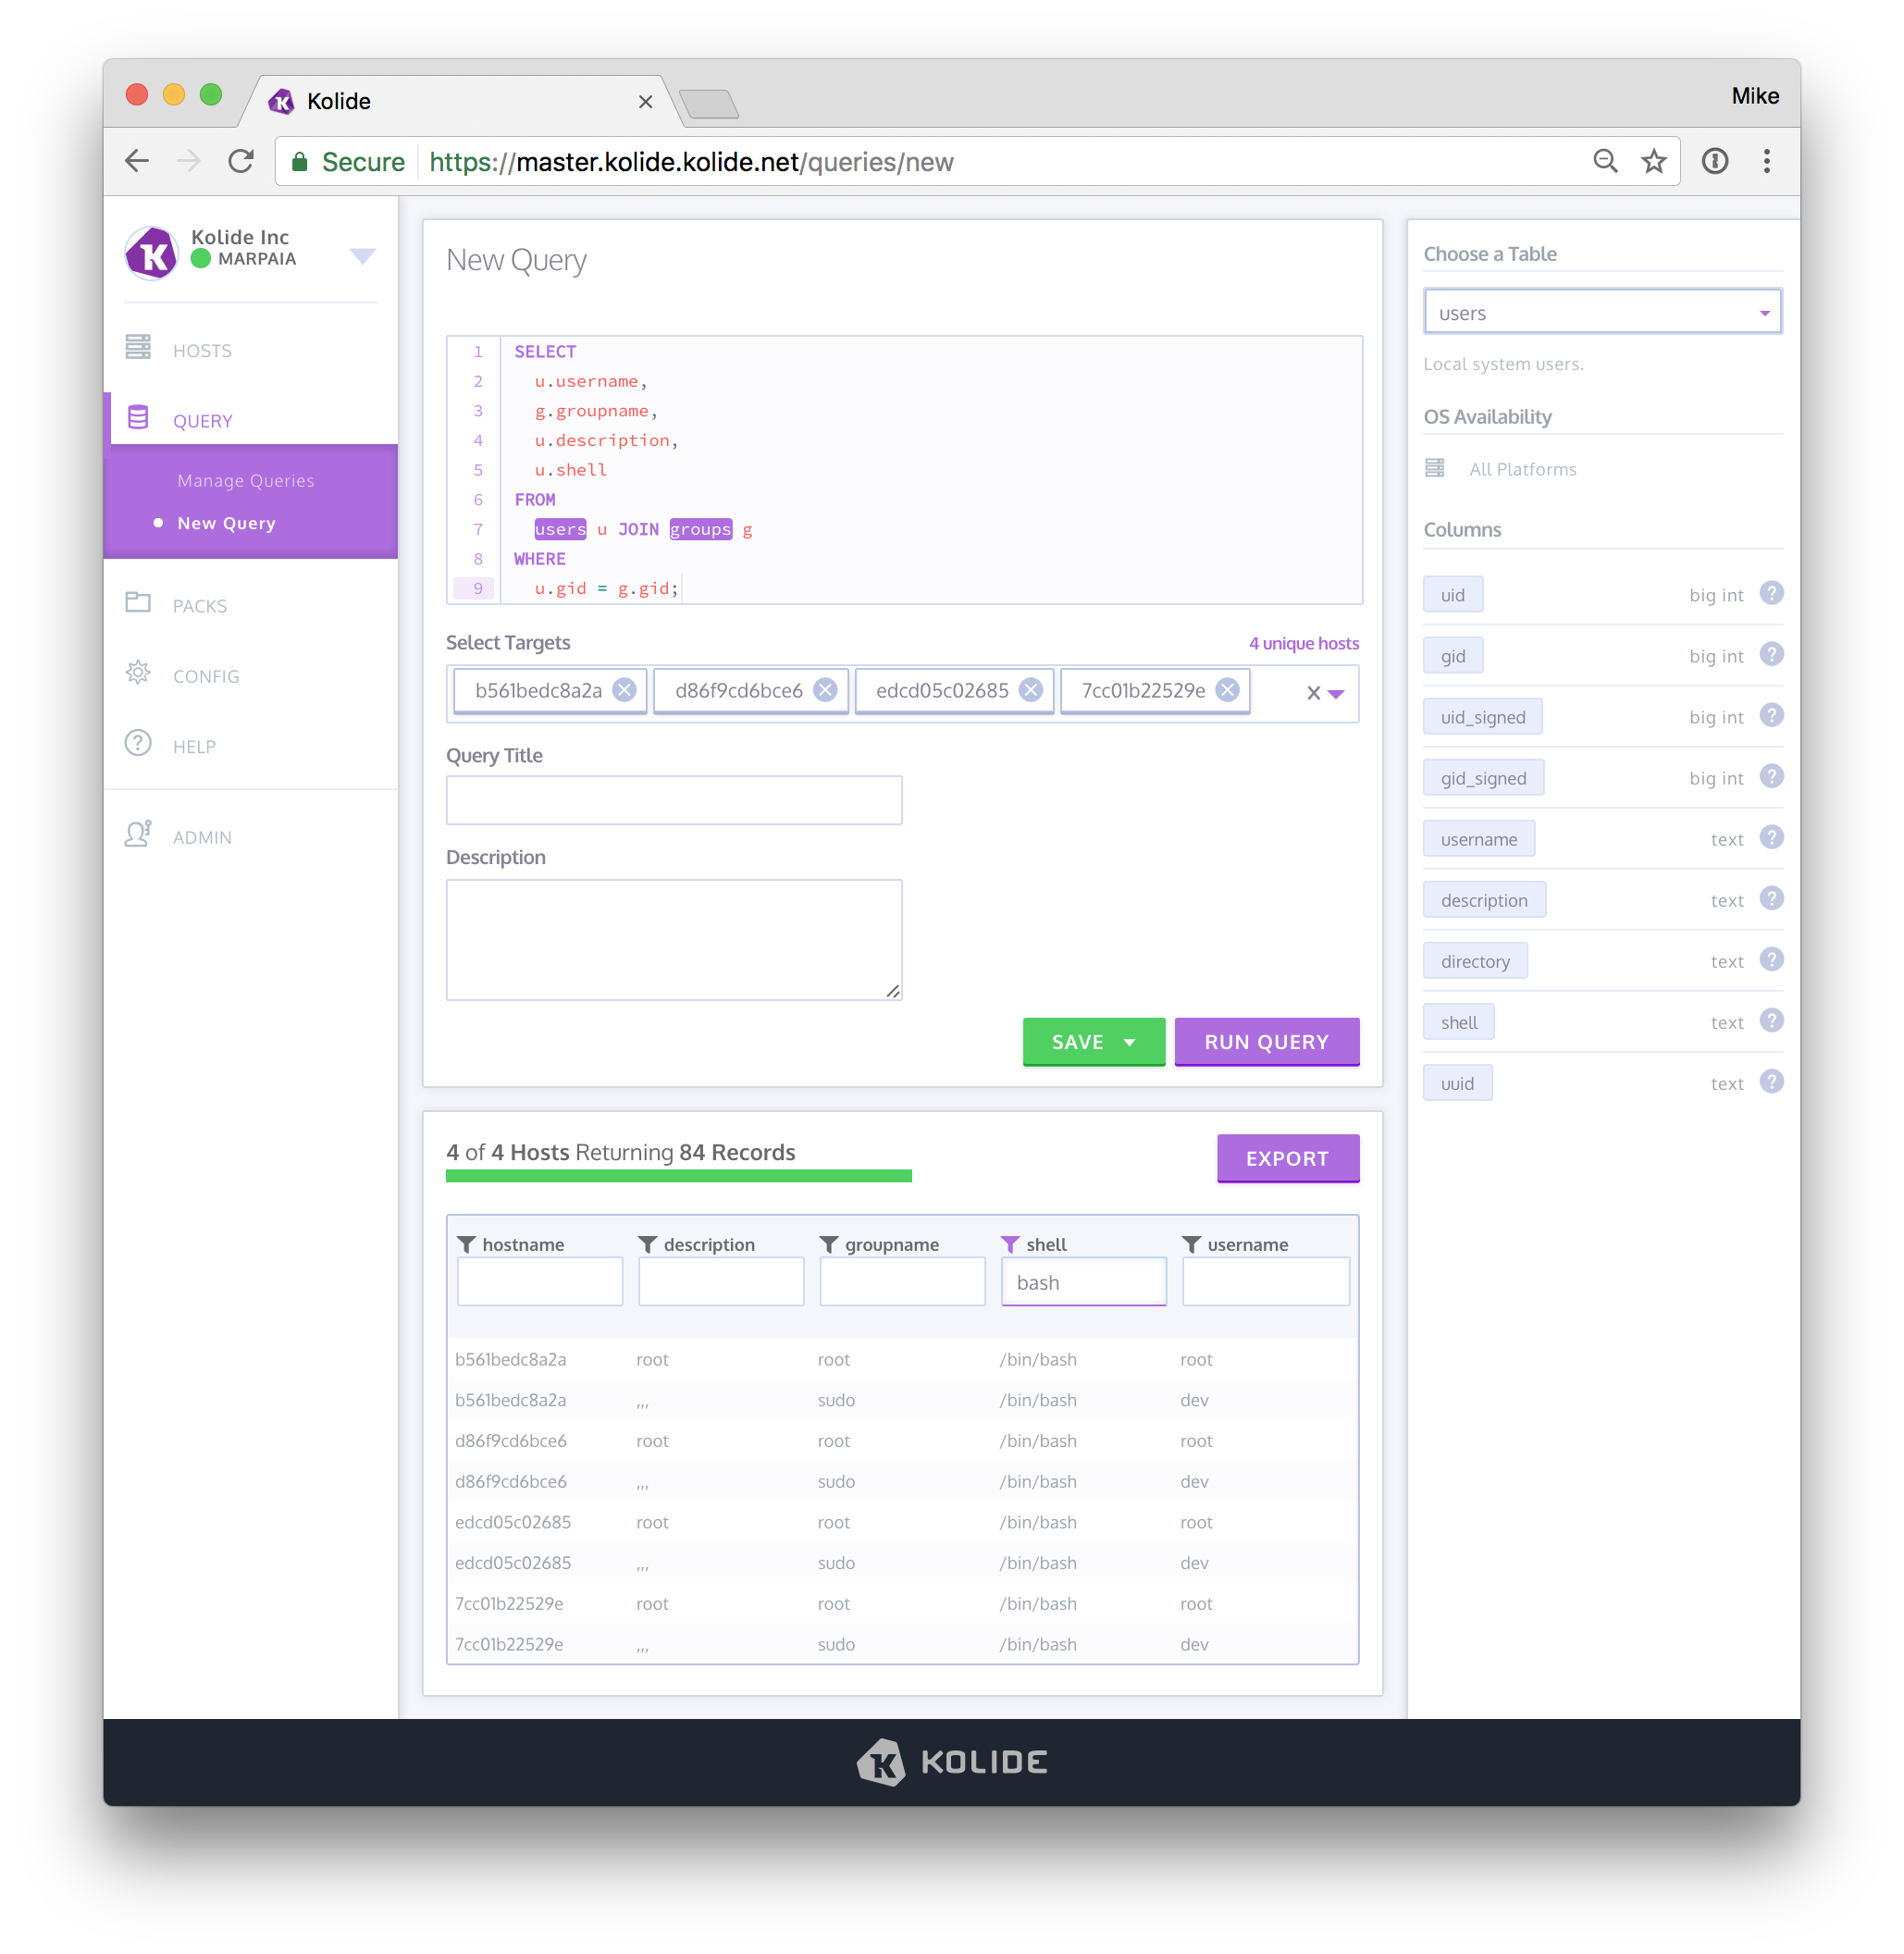 Kolide
Mike
Secure https://master.kolide.kolide.net/queries/new
Kolide Inc
MARPAIA
HOSTS
QUERY
Manage Queries
New Query
PACKS
CONFIG
HELP
ADMIN
New Query
1 SELECT
2 u.username,
3 g.groupname,
4 u.description,
5 u.shell
6 FROM
7 users u JOIN groups g
8 WHERE
9 u.gid = g.gid;
Select Targets 4 unique hosts
b561bedc8a2a d86f9cd6bce6 edcd05c02685 7cc01b22529e
Query Title
Description
SAVE RUN QUERY
4 of 4 Hosts Returning 84 Records EXPORT
hostname description groupname shell username
bash
b561bedc8a2a root root /bin/bash root
b561bedc8a2a ,,, sudo /bin/bash dev
d86f9cd6bce6 root root /bin/bash root
d86f9cd6bce6 ,,, sudo /bin/bash dev
edcd05c02685 root root /bin/bash root
edcd05c02685 ,,, sudo /bin/bash dev
7cc01b22529e root root /bin/bash root
7cc01b22529e ,,, sudo /bin/bash dev
Choose a Table
users
Local system users.
OS Availability
All Platforms
Columns
uid big int ?
gid big int ?
uid_signed big int ?
gid_signed big int ?
username text ?
description text ?
directory text ?
shell text ?
uuid text ?
KOLIDE